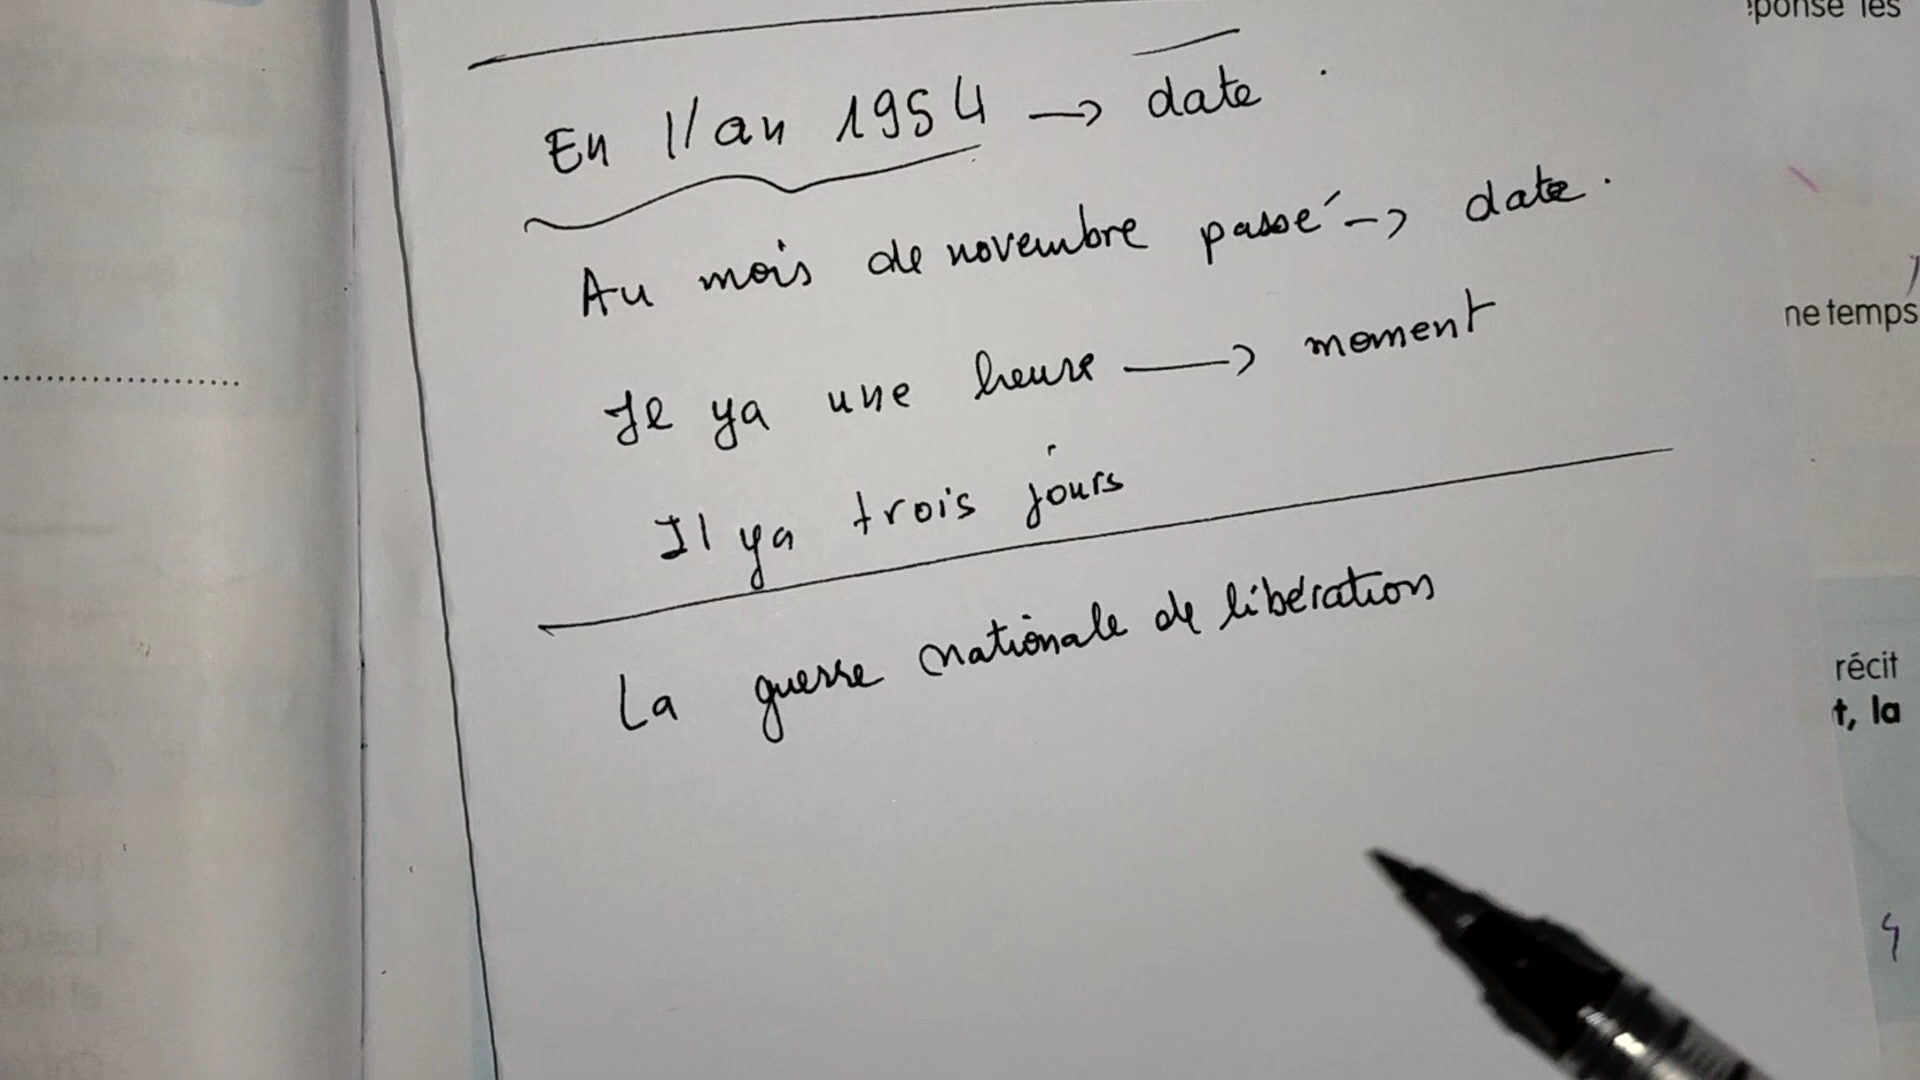 En l'an 1954 → date.
Au mois de novembre passé → date.
Il ya une heure → moment
Il ya trois jours
La guerre nationale de libération
ponse les
ne temps
récit
t, la